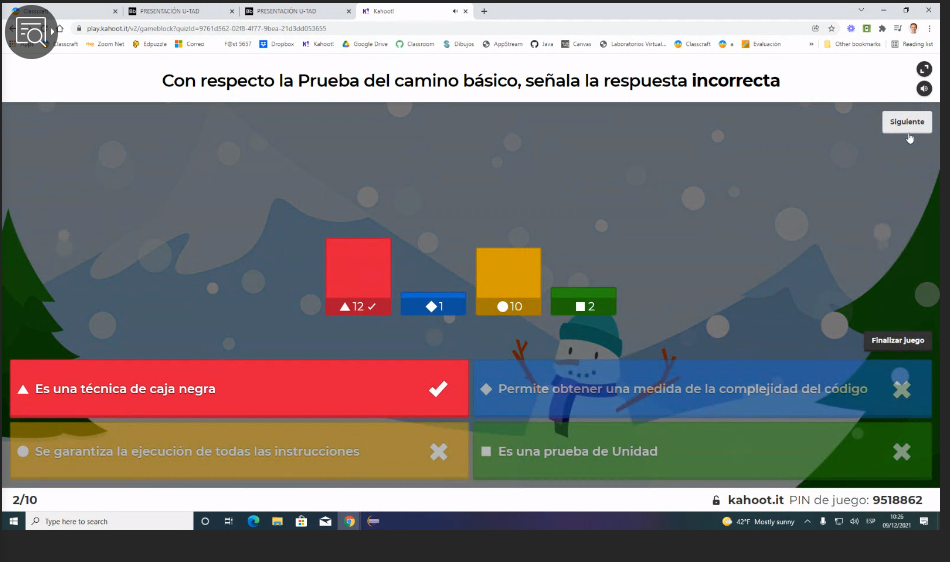 PRESENTACIÓN U-TAD
PRESENTACIÓN U-TAD
Kahoot!
play.kahoot.it/v2/gameblock?quizId=9761d562-02f8-4f77-9bea-21d3dd053655
Classcraft
Zoom Net
Edpuzzle
Correo
F@st 5657
Dropbox
Kahoot!
Google Drive
Classroom
Dibujos
AppStream
Java
Canvas
Laboratorios Virtual...
Classcraft
a
Evaluación
»
Other bookmarks
Reading list
Con respecto la Prueba del camino básico, señala la respuesta incorrecta
Siguiente
12
1
10
2
Finalizar juego
Es una técnica de caja negra
Permite obtener una medida de la complejidad del código
Se garantiza la ejecución de todas las instrucciones
Es una prueba de Unidad
2/10
kahoot.it PIN de juego: 9518862
Type here to search
42°F Mostly sunny
ESP
10:26
09/12/2021